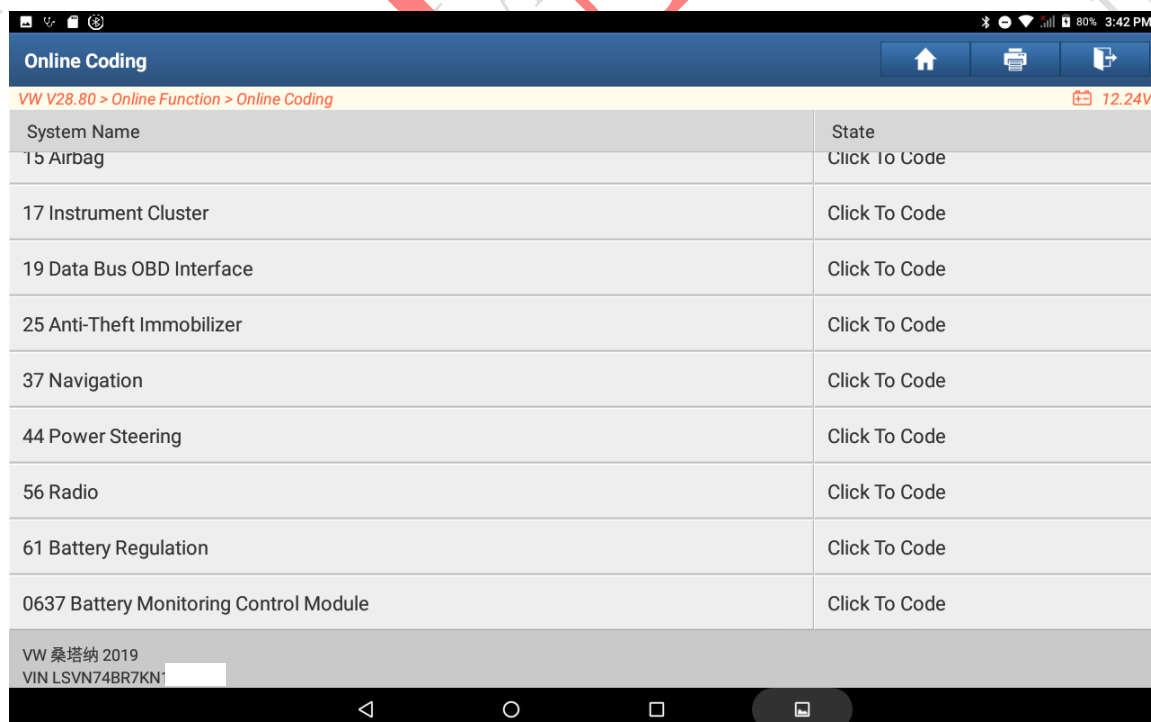 80% 3:42 PM
Online Coding
VW V28.80 > Online Function > Online Coding 12.24V
System Name State
15 Airbag Click To Code
17 Instrument Cluster Click To Code
19 Data Bus OBD Interface Click To Code
25 Anti-Theft Immobilizer Click To Code
37 Navigation Click To Code
44 Power Steering Click To Code
56 Radio Click To Code
61 Battery Regulation Click To Code
0637 Battery Monitoring Control Module Click To Code
VW 桑塔纳 2019
VIN LSVN74BR7KN1